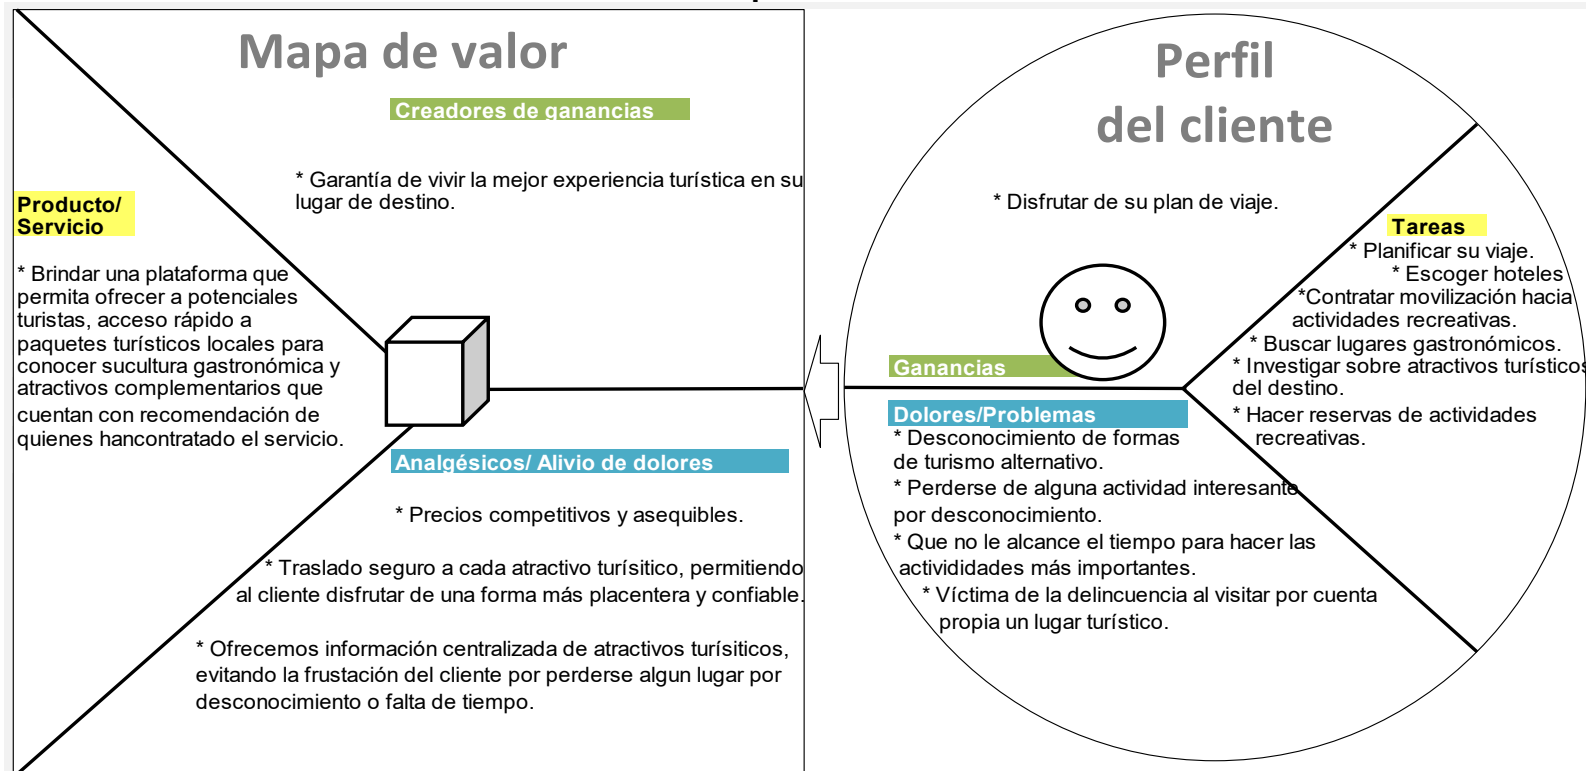 Mapa de valor
Creadores de ganancias
* Garantía de vivir la mejor experiencia turística en su
lugar de destino.
Producto/
Servicio
* Brindar una plataforma que
permita ofrecer a potenciales
turistas, acceso rápido a
paquetes turísticos locales para
conocer sucultura gastronómica y
atractivos complementarios que
cuentan con recomendación de
quienes hancontratado el servicio.
Analgésicos/ Alivio de dolores
* Precios competitivos y asequibles.
* Traslado seguro a cada atractivo turísitico, permitiendo
al cliente disfrutar de una forma más placentera y confiable.
* Ofrecemos información centralizada de atractivos turísiticos,
evitando la frustación del cliente por perderse algun lugar por
desconocimiento o falta de tiempo.
Perfil
del cliente
* Disfrutar de su plan de viaje.
Ganancias
Dolores/Problemas
* Desconocimiento de formas
de turismo alternativo.
* Perderse de alguna actividad interesante
por desconocimiento.
* Que no le alcance el tiempo para hacer las
activididades más importantes.
* Víctima de la delincuencia al visitar por cuenta
propia un lugar turístico.
Tareas
* Planificar su viaje.
* Escoger hoteles
*Contratar movilización hacia
actividades recreativas.
* Buscar lugares gastronómicos.
* Investigar sobre atractivos turísticos
del destino.
* Hacer reservas de actividades
recreativas.